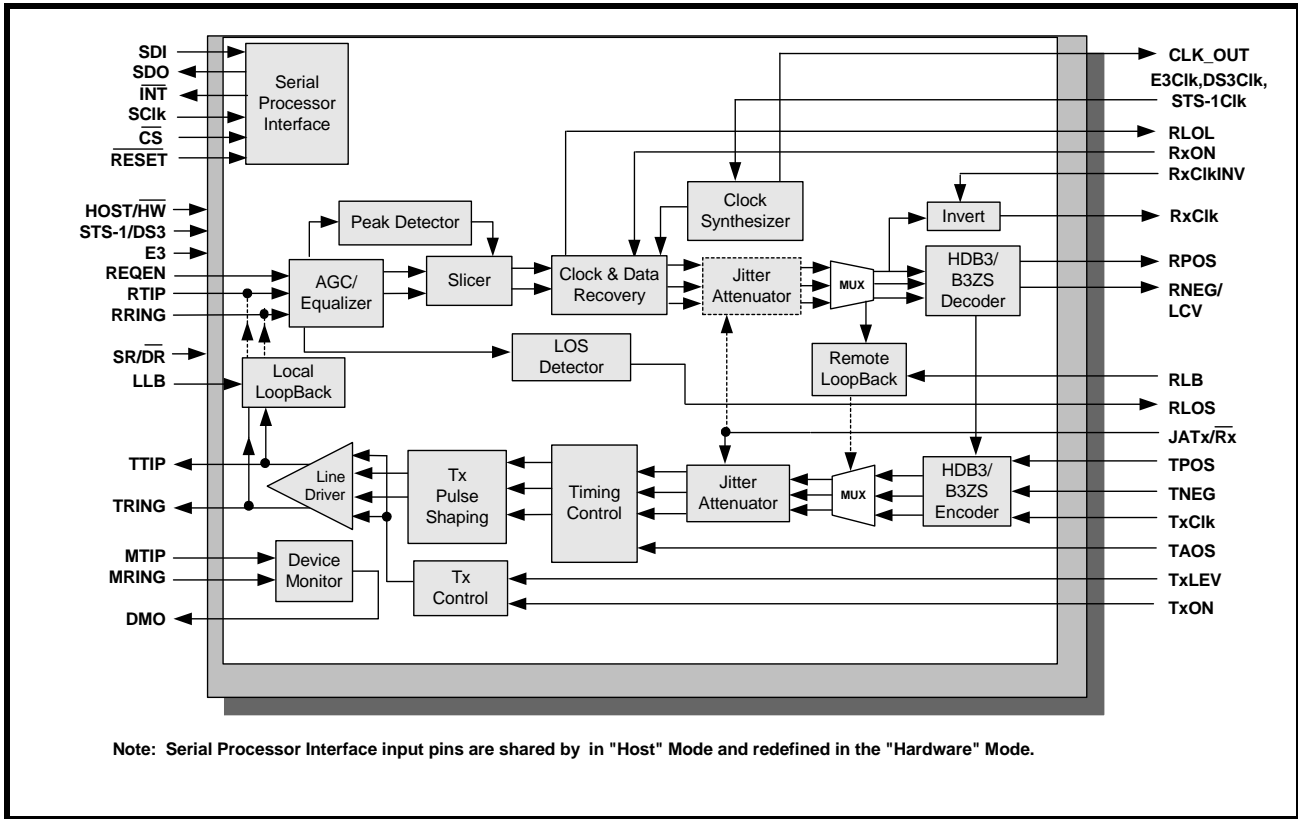 SDI
SDO
INT
SClk
CS
RESET
HOST/HW
STS-1/DS3
E3
REQEN
RTIP
RRING
SR/DR
LLB
TTIP
TRING
MTIP
MRING
DMO
Serial
Processor
Interface
Peak Detector
AGC/
Equalizer
Slicer
Clock & Data
Recovery
Clock
Synthesizer
Jitter
Attenuator
MUX
Invert
HDB3/
B3ZS
Decoder
LOS
Detector
Remote
LoopBack
Local
LoopBack
Line
Driver
Tx
Pulse
Shaping
Timing
Control
Jitter
Attenuator
MUX
HDB3/
B3ZS
Encoder
Device
Monitor
Tx
Control
CLK_OUT
E3Clk,DS3Clk,
STS-1Clk
RLOL
RxON
RxClkINV
RxClk
RPOS
RNEG/
LCV
RLB
RLOS
JATx/Rx
TPOS
TNEG
TxClk
TAOS
TxLEV
TxON
Note: Serial Processor Interface input pins are shared by in "Host" Mode and redefined in the "Hardware" Mode.